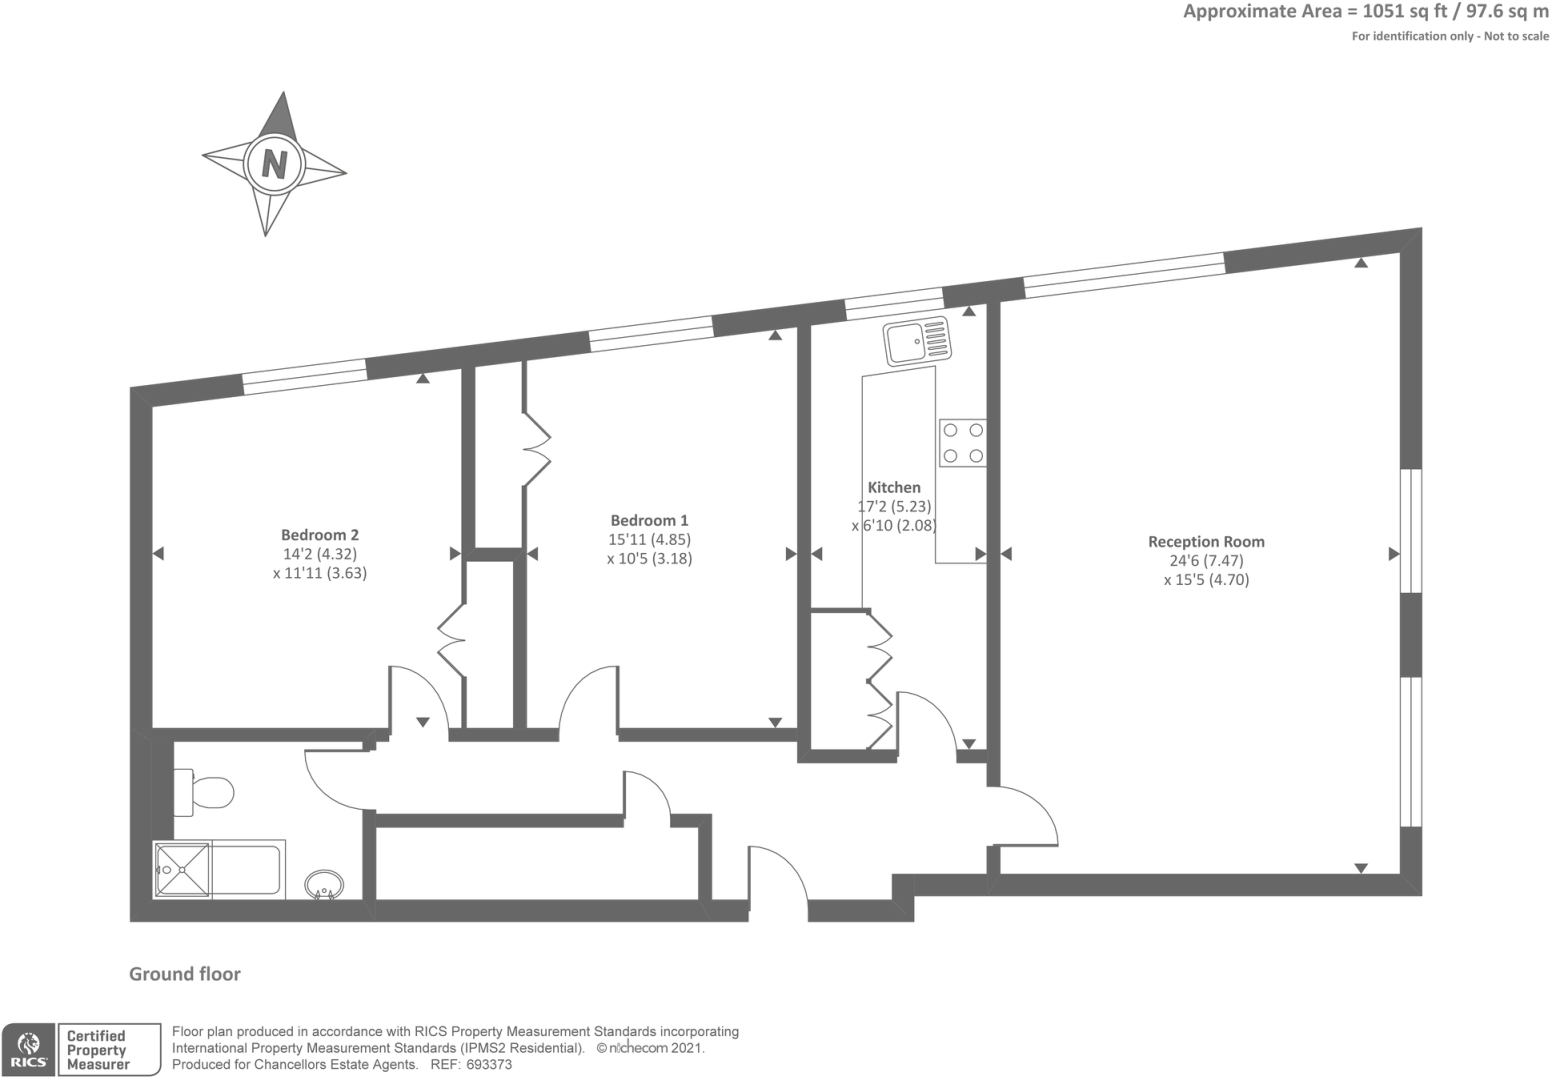 Approximate Area = 1051 sq ft / 97.6 sq m
For identification only - Not to scale
N
Kitchen
17'2 (5.23)
x 6'10 (2.08)
Bedroom 1
15'11 (4.85)
x 10'5 (3.18)
Bedroom 2
14'2 (4.32)
x 11'11 (3.63)
Reception Room
24'6 (7.47)
x 15'5 (4.70)
Ground floor
RICS
Certified
Property
Measurer
Floor plan produced in accordance with RICS Property Measurement Standards incorporating
International Property Measurement Standards (IPMS2 Residential). © nichecom 2021.
Produced for Chancellors Estate Agents. REF: 693373